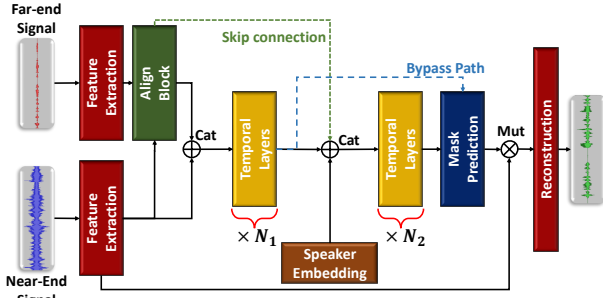 Far-end
Signal
Feature
Extraction
Align
Block
Skip connection
Bypass Path
Cat
Temporal
Layers
× N₁
Cat
Temporal
Layers
× N₂
Mask
Prediction
Mut
Reconstruction
Feature
Extraction
Speaker
Embedding
Near-End
Signal